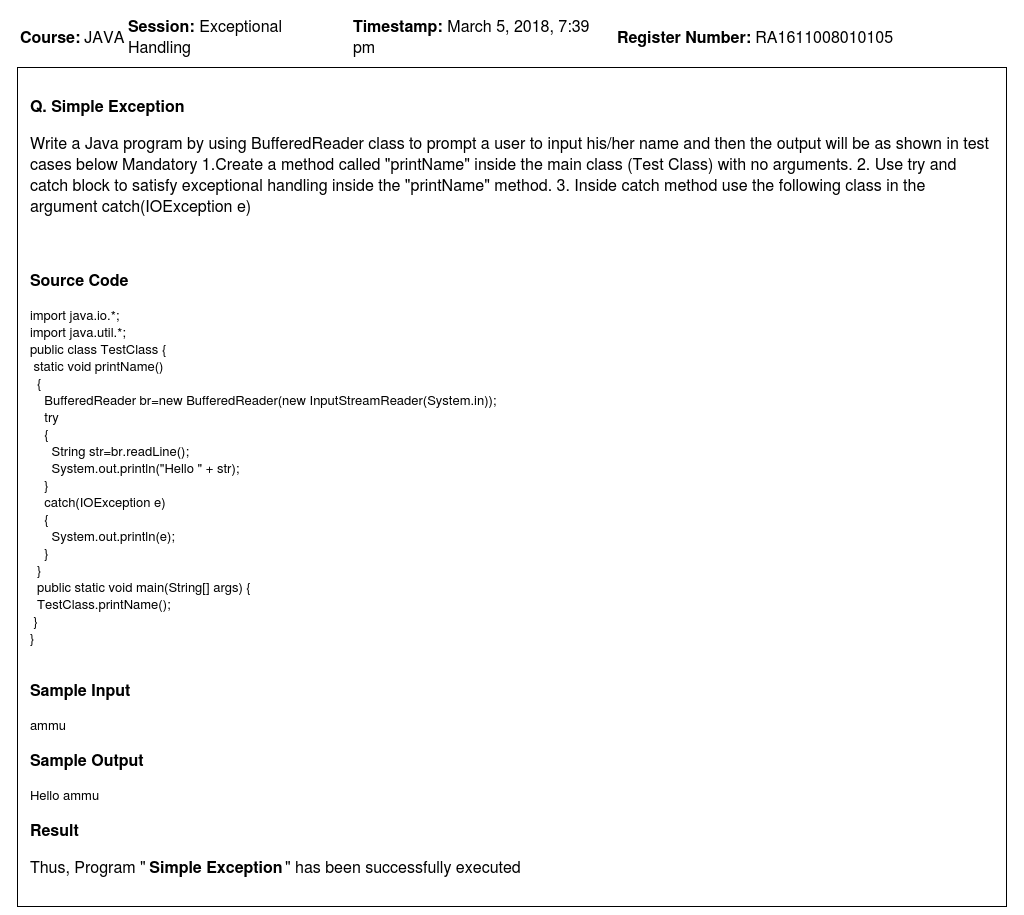 Course: JAVA Session: Exceptional Handling Timestamp: March 5, 2018, 7:39 pm Register Number: RA1611008010105
Q. Simple Exception
Write a Java program by using BufferedReader class to prompt a user to input his/her name and then the output will be as shown in test
cases below Mandatory 1.Create a method called "printName" inside the main class (Test Class) with no arguments. 2. Use try and
catch block to satisfy exceptional handling inside the "printName" method. 3. Inside catch method use the following class in the
argument catch(IOException e)
Source Code
import java.io.*;
import java.util.*;
public class TestClass {
static void printName()
{
BufferedReader br=new BufferedReader(new InputStreamReader(System.in));
try
{
String str=br.readLine();
System.out.println("Hello " + str);
}
catch(IOException e)
{
System.out.println(e);
}
}
public static void main(String[] args) {
TestClass.printName();
}
}
Sample Input
ammu
Sample Output
Hello ammu
Result
Thus, Program " Simple Exception " has been successfully executed